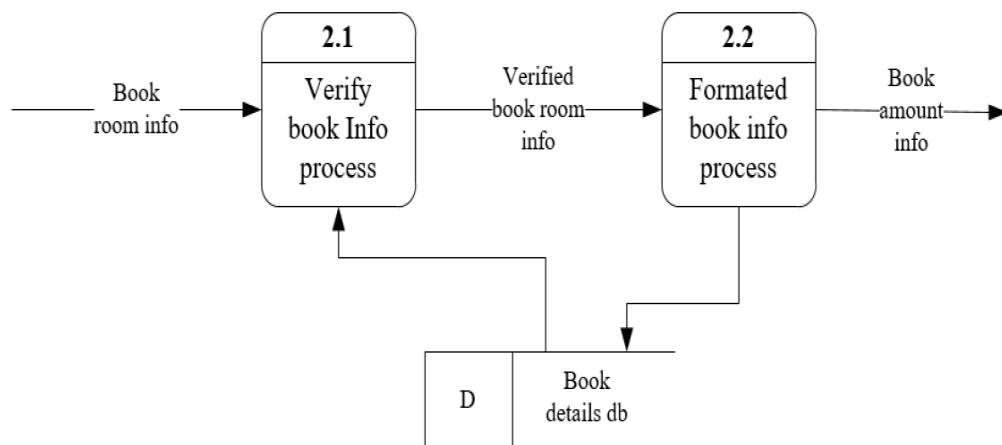 2.1
Verify
book Info
process
2.2
Formated
book info
process
Book
room info
Verified
book room
info
Book
amount
info
D
Book
details db